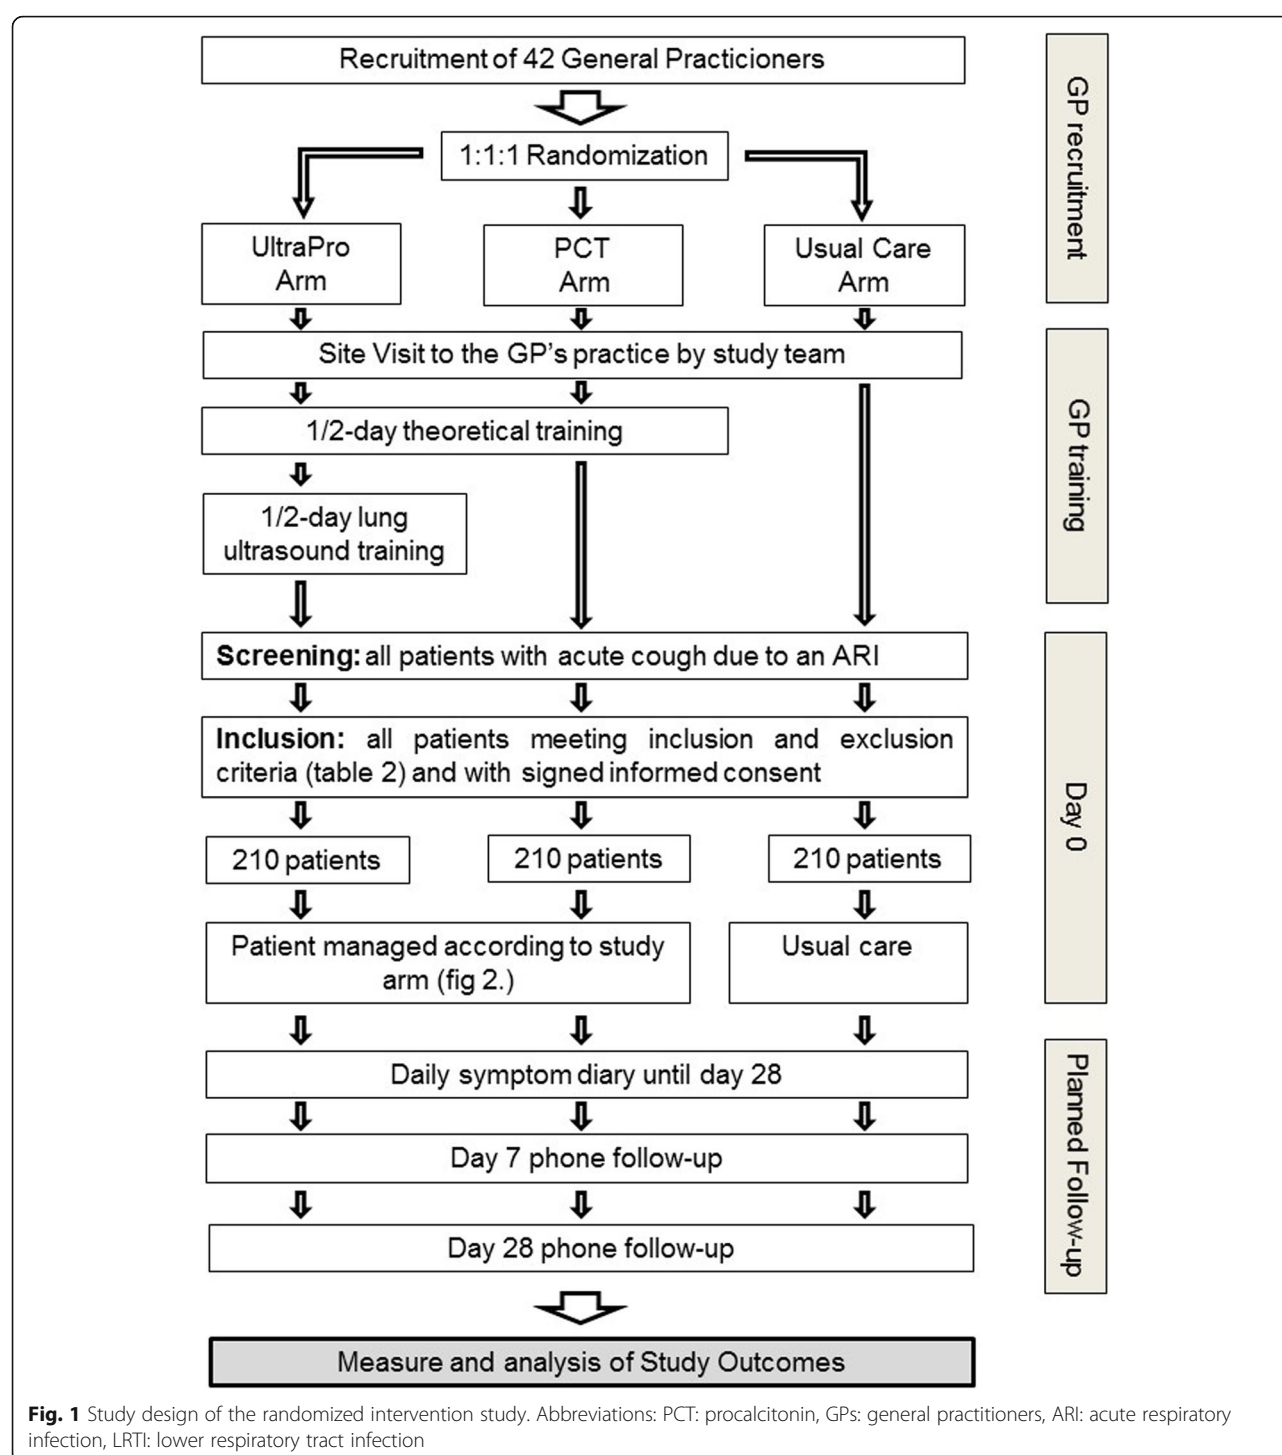 Recruitment of 42 General Practicioners
GP recruitment
1:1:1 Randomization
UltraPro
Arm
PCT
Arm
Usual Care
Arm
Site Visit to the GP's practice by study team
GP training
1/2-day theoretical training
1/2-day lung
ultrasound training
Screening: all patients with acute cough due to an ARI
Day 0
Inclusion: all patients meeting inclusion and exclusion
criteria (table 2) and with signed informed consent
210 patients
210 patients
210 patients
Patient managed according to study
arm (fig 2.)
Usual care
Daily symptom diary until day 28
Planned Follow-up
Day 7 phone follow-up
Day 28 phone follow-up
Measure and analysis of Study Outcomes
Fig. 1 Study design of the randomized intervention study. Abbreviations: PCT: procalcitonin, GPs: general practitioners, ARI: acute respiratory
infection, LRTI: lower respiratory tract infection